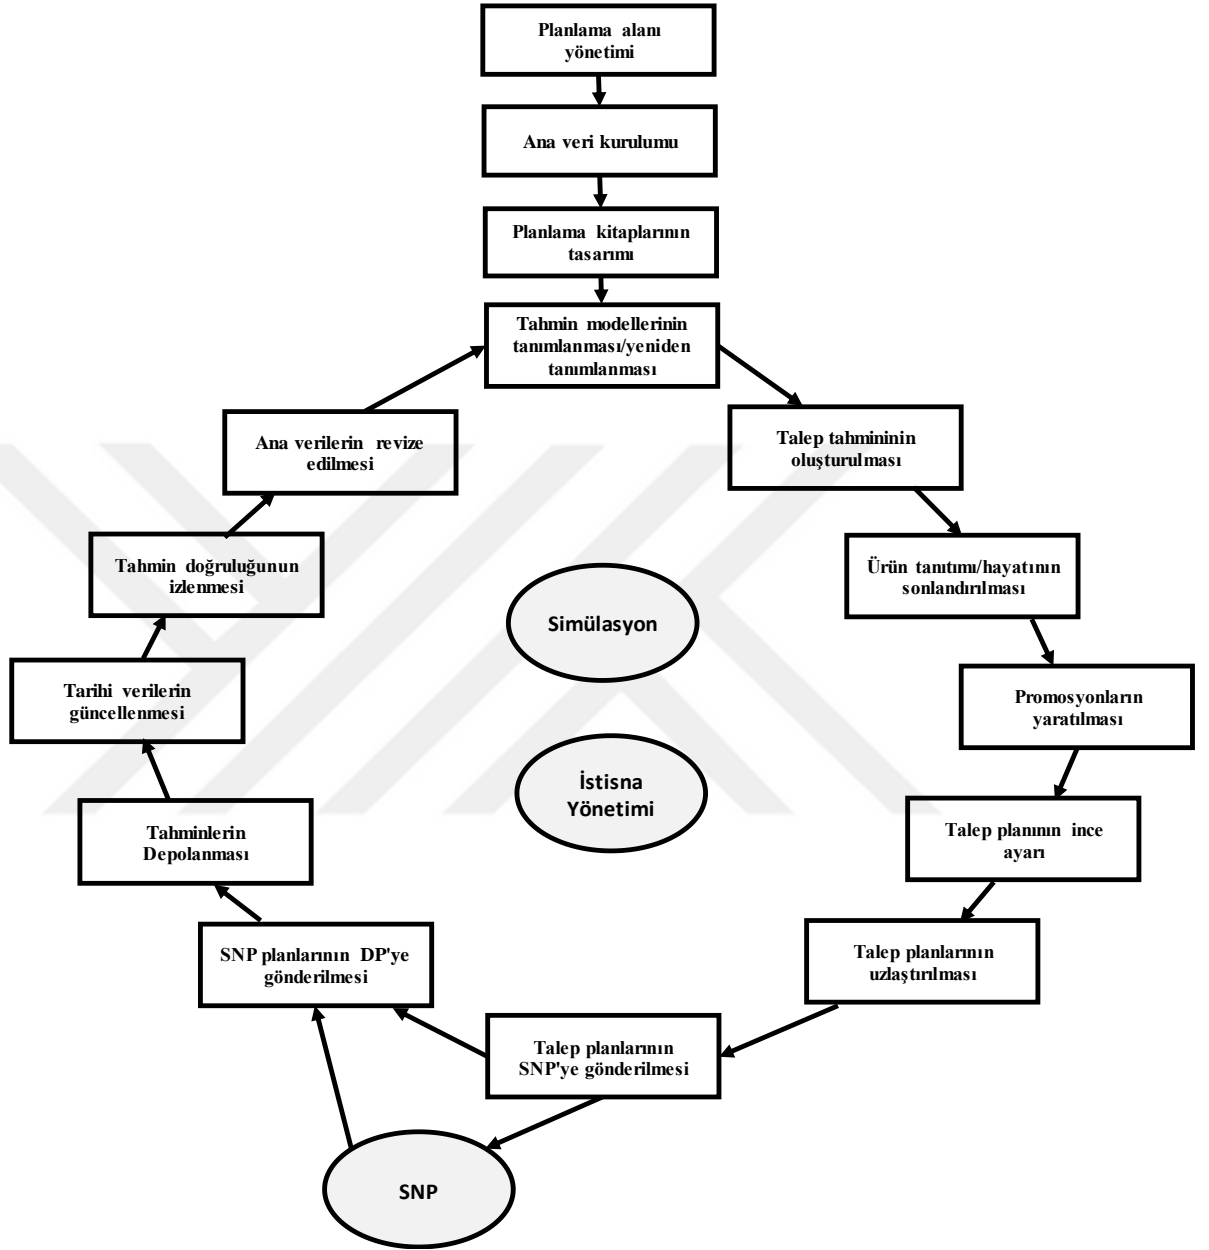 Planlama alanı
yönetimi
Ana veri kurulumu
Planlama kitaplarının
tasarımı
Tahmin modellerinin
tanımlanması/yeniden
tanımlanması
Talep tahmininin
oluşturulması
Ürün tanıtımı/hayatının
sonlandırılması
Promosyonların
yaratılması
Talep planının ince
ayarı
Talep planlarının
uzlaştırılması
Talep planlarının
SNP'ye gönderilmesi
SNP
SNP planlarının DP'ye
gönderilmesi
Tahminlerin
Depolanması
Tarihi verilerin
güncellenmesi
Tahmin doğruluğunun
izlenmesi
Ana verilerin revize
edilmesi
Simülasyon
İstisna
Yönetimi